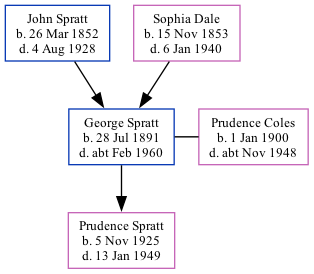 John Spratt
b. 26 Mar 1852
d. 4 Aug 1928
Sophia Dale
b. 15 Nov 1853
d. 6 Jan 1940
George Spratt
b. 28 Jul 1891
d. abt Feb 1960
Prudence Coles
b. 1 Jan 1900
d. abt Nov 1948
Prudence Spratt
b. 5 Nov 1925
d. 13 Jan 1949